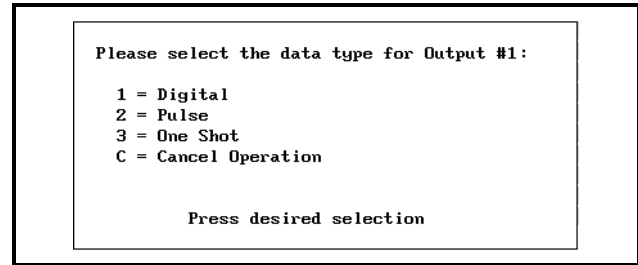 Please select the data type for Output #1:
1 = Digital
2 = Pulse
3 = One Shot
C = Cancel Operation
Press desired selection